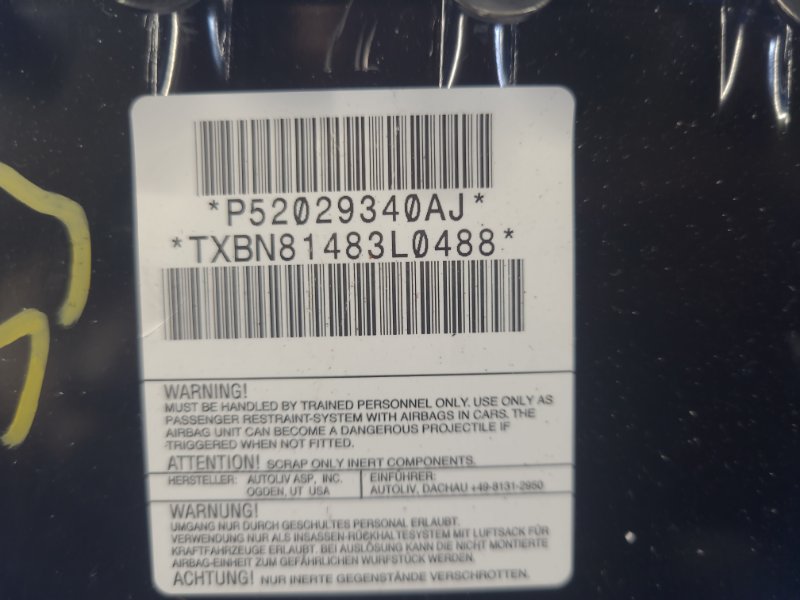 *P52029340AJ*
*TXBN81483L0488*
WARNING!
MUST BE HANDLED BY TRAINED PERSONNEL ONLY. USE ONLY AS
PASSENGER RESTRAINT-SYSTEM WITH AIRBAGS IN CARS. THE
AIRBAG UNIT CAN BECOME A DANGEROUS PROJECTILE IF
TRIGGERED WHEN NOT FITTED.
ATTENTION! SCRAP ONLY INERT COMPONENTS.
HERSTELLER: AUTOLIV ASP, INC. EINFÜHRER:
OGDEN, UT USA AUTOLIV, DACHAU +49-8131-2950
WARNUNG!
UMGANG NUR DURCH GESCHULTES PERSONAL ERLAUBT.
VERWENDUNG NUR ALS INSASSEN-RÜCKHALTESYSTEM MIT LUFTSACK FÜR
KRAFTFAHRZEUGE ERLAUBT. BEI AUSLÖSUNG KANN DIE NICHT MONTIERTE
AIRBAG-EINHEIT ZUM GEFÄHRLICHEN WURFSTÜCK WERDEN.
ACHTUNG! NUR INERTE GEGENSTÄNDE VERSCHROTTEN.